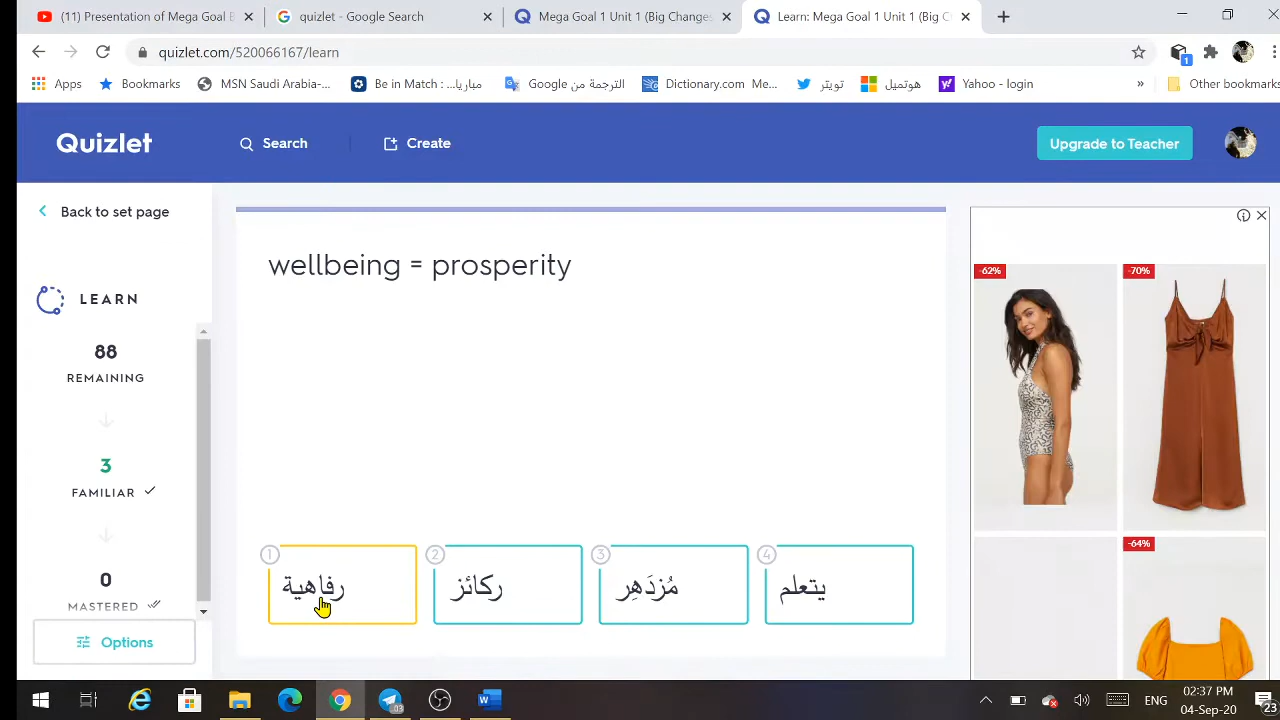 (11) Presentation of Mega Goal B
quizlet - Google Search
Mega Goal 1 Unit 1 (Big Changes
Learn: Mega Goal 1 Unit 1 (Big C
quizlet.com/520066167/learn
1
Apps
Bookmarks
MSN Saudi Arabia-...
Be in Match : مباريا...
الترجمة من Google
Dictionary.com Me...
تويتر
هوتميل
Yahoo - login
»
Other bookmarks
Quizlet
Search
Create
Upgrade to Teacher
Back to set page
LEARN
88
REMAINING
3
FAMILIAR
0
MASTERED
Options
wellbeing = prosperity
1
رفاهية
2
ركائز
3
مُزدَهِر
4
يتعلم
-62%
-70%
-64%
.03
ENG
02:37 PM
04-Sep-20
23